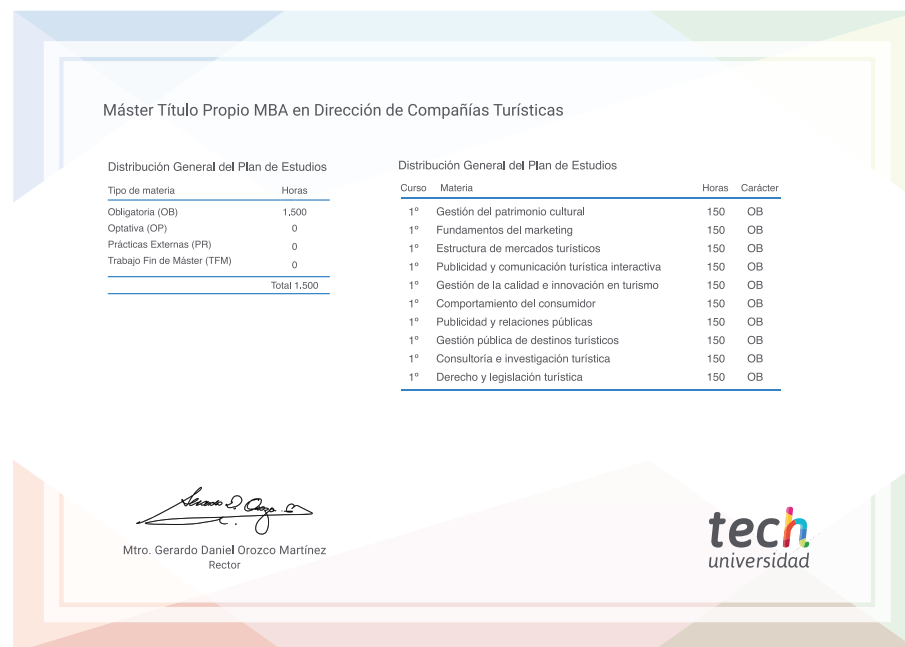 Máster Título Propio MBA en Dirección de Compañías Turísticas
Distribución General del Plan de Estudios
Tipo de materia Horas
Obligatoria (OB) 1,500
Optativa (OP) 0
Prácticas Externas (PR) 0
Trabajo Fin de Máster (TFM) 0
Total 1.500
Distribución General del Plan de Estudios
Curso Materia Horas Carácter
1º Gestión del patrimonio cultural 150 OB
1º Fundamentos del marketing 150 OB
1º Estructura de mercados turísticos 150 OB
1º Publicidad y comunicación turística interactiva 150 OB
1º Gestión de la calidad e innovación en turismo 150 OB
1º Comportamiento del consumidor 150 OB
1º Publicidad y relaciones públicas 150 OB
1º Gestión pública de destinos turísticos 150 OB
1º Consultoría e investigación turística 150 OB
1º Derecho y legislación turística 150 OB
Mtro. Gerardo Daniel Orozco Martínez
Rector
tech
universidad